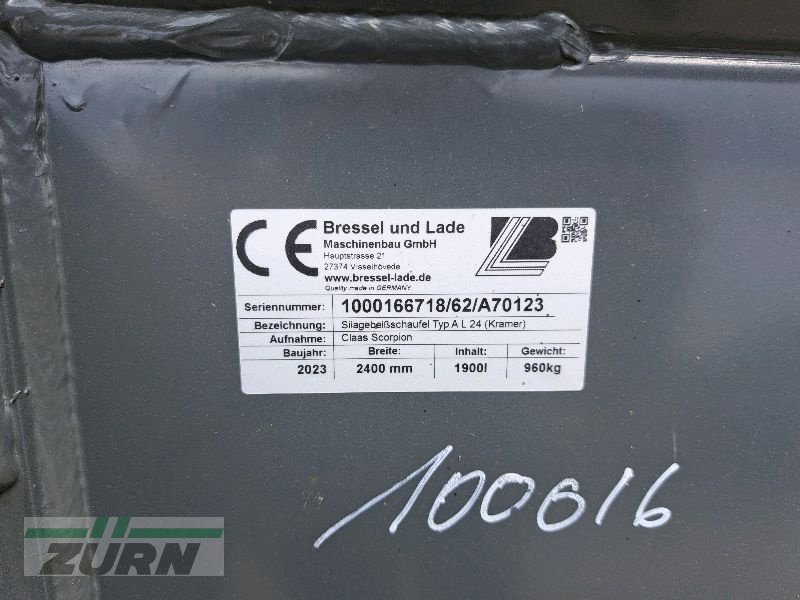 CE
Bressel und Lade
Maschinenbau GmbH
Hauptstrasse 21
27374 Visselhövede
www.bressel-lade.de
Quality made in GERMANY
LB
Seriennummer: 1000166718/62/A70123
Bezeichnung: Silagebeißschaufel Typ A L 24 (Kramer)
Aufnahme: Claas Scorpion
Baujahr: Breite: Inhalt: Gewicht:
2023 2400 mm 1900l 960kg
100616
ZÜRN